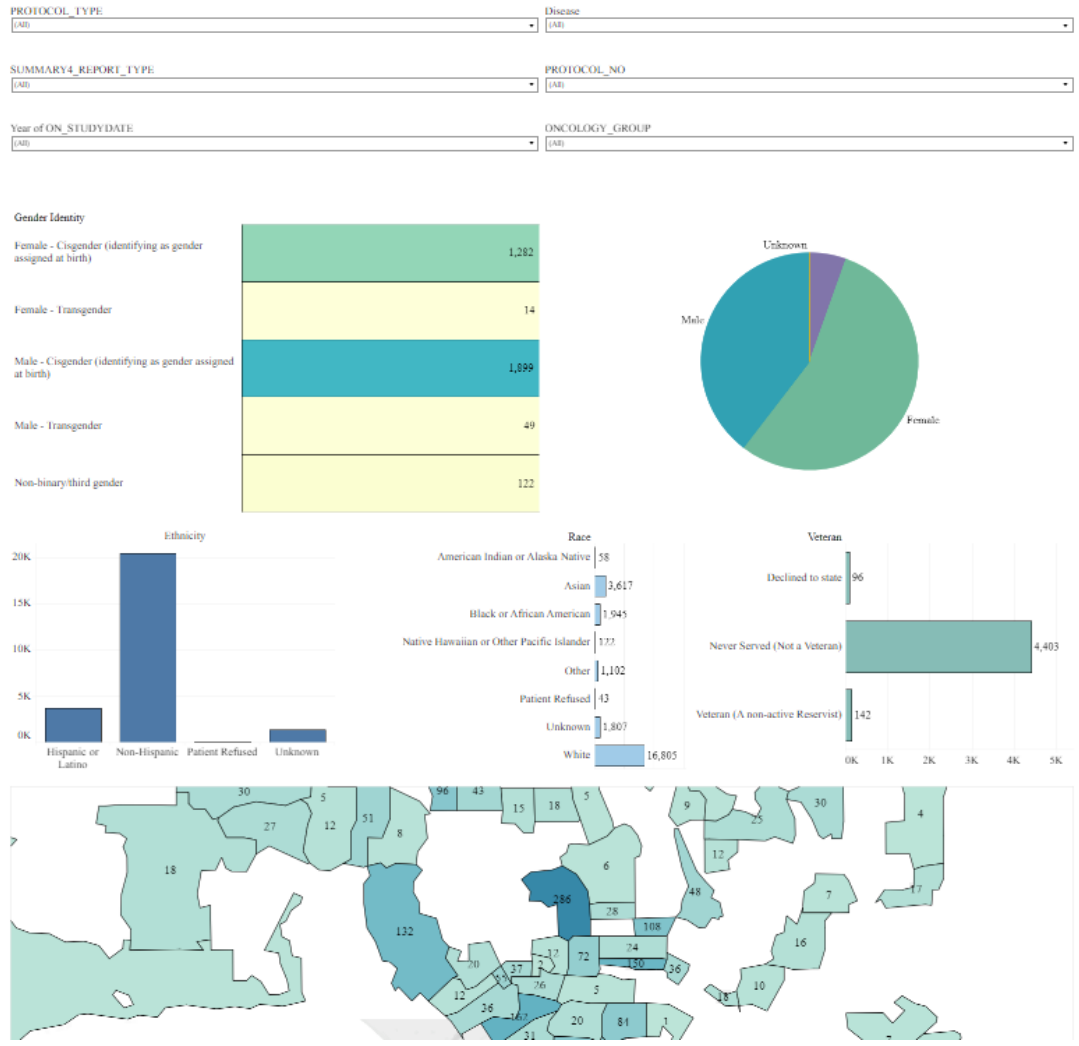 PROTOCOL_TYPE
(All)
Disease
(All)
SUMMARY4_REPORT_TYPE
(All)
PROTOCOL_NO
(All)
Year of ON_STUDYDATE
(All)
ONCOLOGY_GROUP
(All)
Gender Identity
Female - Cisgender (identifying as gender
assigned at birth)
1,282
Female - Transgender
14
Male - Cisgender (identifying as gender assigned
at birth)
1,899
Male - Transgender
49
Non-binary/third gender
122
Unknown
Male
Female
Ethnicity
20K
15K
10K
5K
0K
Hispanic or
Latino
Non-Hispanic
Patient Refused
Unknown
Race
American Indian or Alaska Native
58
Asian
3,617
Black or African American
1,945
Native Hawaiian or Other Pacific Islander
Other
1,102
Patient Refused
43
Unknown
1,807
White
16,805
Veteran
Declined to state
96
Never Served (Not a Veteran)
4,403
Veteran (A non-active Reservist)
142
0K 1K 2K 3K 4K 5K
30
5
96
43
5
9
30
15
18
4
27
12
51
8
25
12
18
6
48
7
17
286
28
132
108
12
72
24
16
20
37
2
150
36
26
5
10
12
18
36
167
20
84
1
31